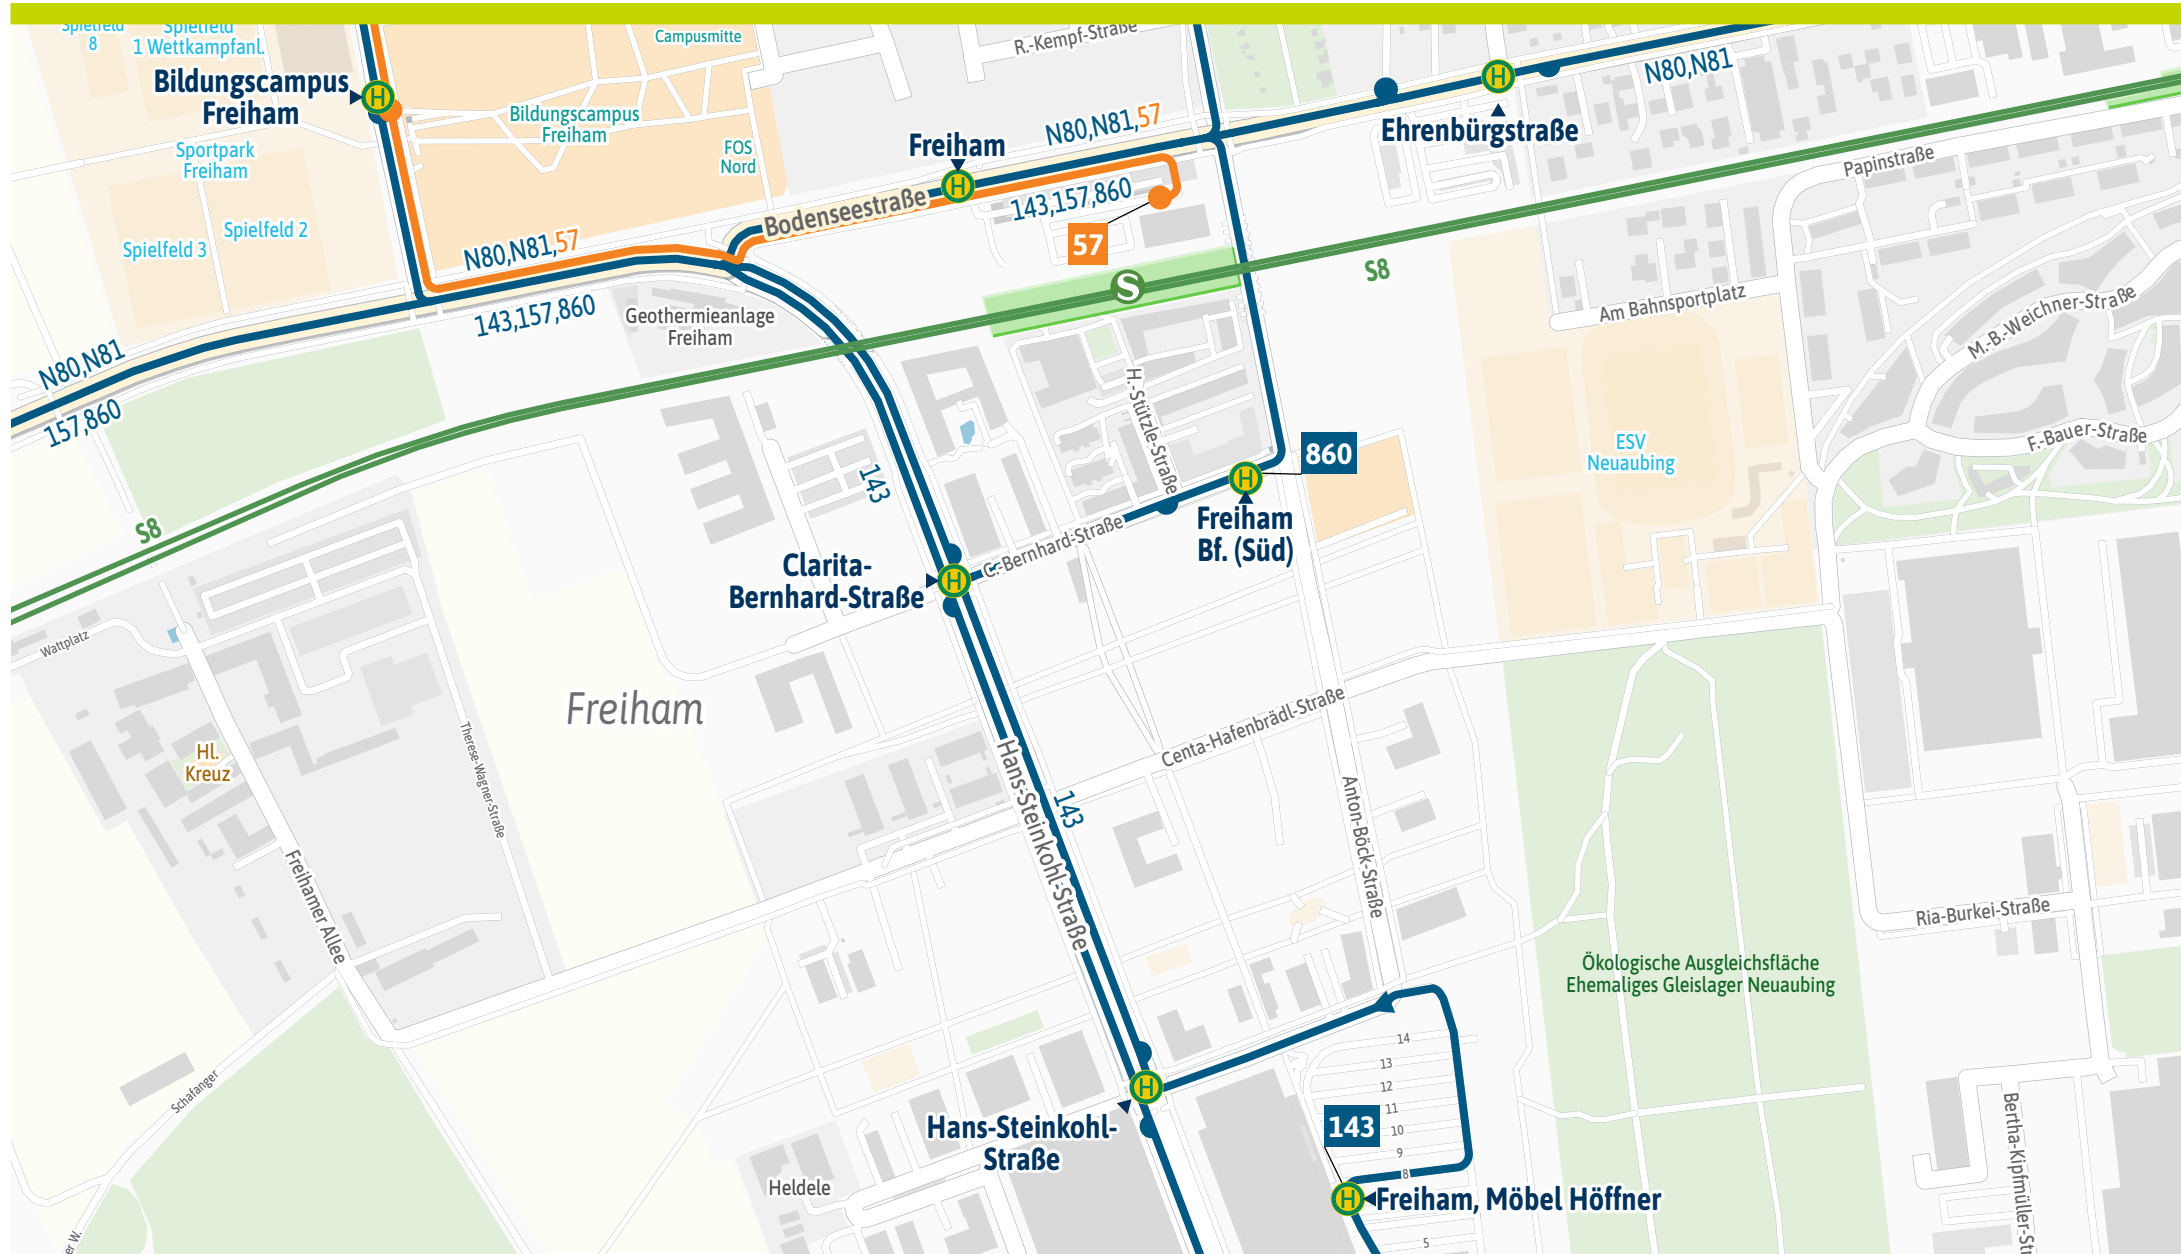 Spielfeld
8
Spielfeld
1 Wettkampfanl.
Campusmitte
R.-Kempf-Straße
Bildungscampus
Freiham
H
Bildungscampus
Freiham
Sportpark
Freiham
FOS
Nord
Spielfeld 2
Spielfeld 3
Freiham
H
N80,N81,57
H
Ehrenbürgstraße
N80,N81
Papinstraße
Bodenseestraße
143,157,860
57
N80,N81,57
143,157,860
S
S8
Geothermieanlage
Freiham
Am Bahnsportplatz
M.-B.-Weichner-Straße
F.-Bauer-Straße
N80,N81
157,860
S8
143
H.-Stützle-Straße
860
H
Freiham
Bf. (Süd)
ESV
Neuaubing
C.-Bernhard-Straße
Clarita-
Bernhard-Straße
H
Wattplatz
Freiham
Hl.
Kreuz
Therese-Wagner-Straße
Freihamer Allee
Hans-Steinkohl-Straße
143
Centa-Hafenbrädl-Straße
Anton-Böck-Straße
Ria-Burkei-Straße
Ökologische Ausgleichsfläche
Ehemaliges Gleislager Neuaubing
Schafanger
H
Hans-Steinkohl-
Straße
14
13
12
11
10
9
8
5
143
H
Freiham, Möbel Höffner
Heldele
Bertha-Kipfmüller-Str
er W.